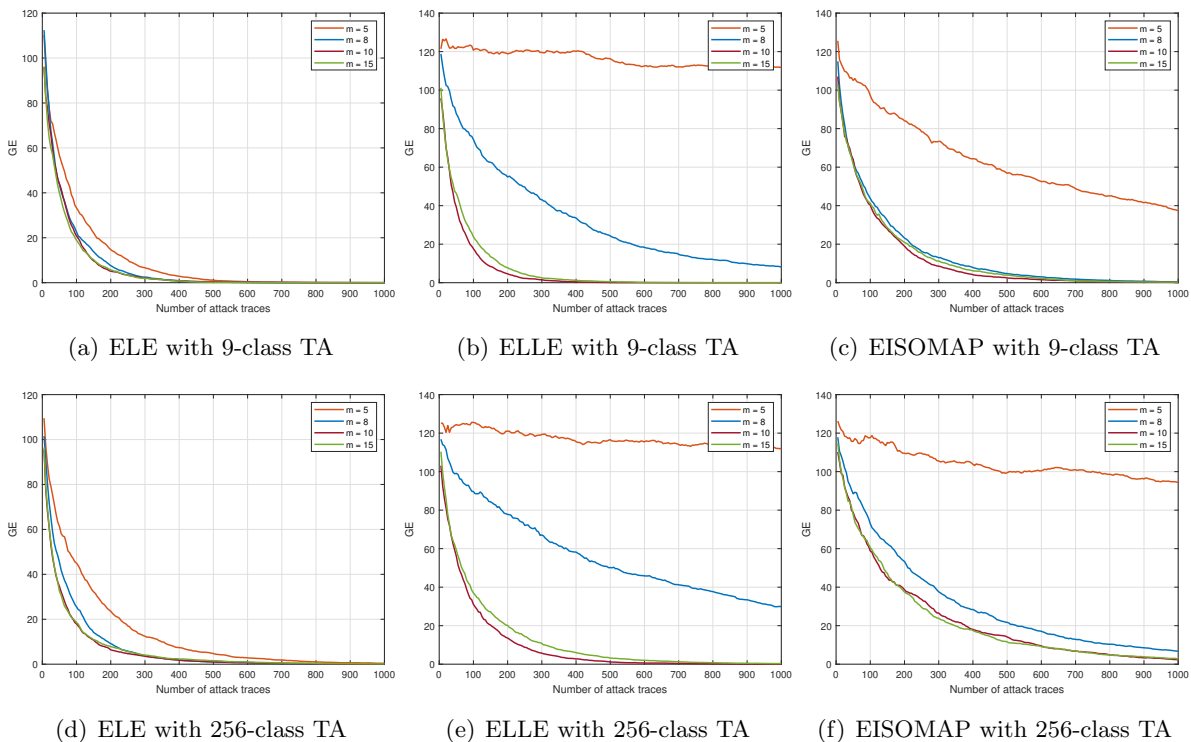 120
100
80
60
40
20
0
GE
0 100 200 300 400 500 600 700 800 900 1000
Number of attack traces
m = 5
m = 8
m = 10
m = 15
(a) ELE with 9-class TA
140
120
100
80
60
40
20
0
GE
0 100 200 300 400 500 600 700 800 900 1000
Number of attack traces
m = 5
m = 8
m = 10
m = 15
(b) ELLE with 9-class TA
140
120
100
80
60
40
20
0
GE
0 100 200 300 400 500 600 700 800 900 1000
Number of attack traces
m = 5
m = 8
m = 10
m = 15
(c) EISOMAP with 9-class TA
120
100
80
60
40
20
0
GE
0 100 200 300 400 500 600 700 800 900 1000
Number of attack traces
m = 5
m = 8
m = 10
m = 15
(d) ELE with 256-class TA
140
120
100
80
60
40
20
0
GE
0 100 200 300 400 500 600 700 800 900 1000
Number of attack traces
m = 5
m = 8
m = 10
m = 15
(e) ELLE with 256-class TA
140
120
100
80
60
40
20
0
GE
0 100 200 300 400 500 600 700 800 900 1000
Number of attack traces
m = 5
m = 8
m = 10
m = 15
(f) EISOMAP with 256-class TA